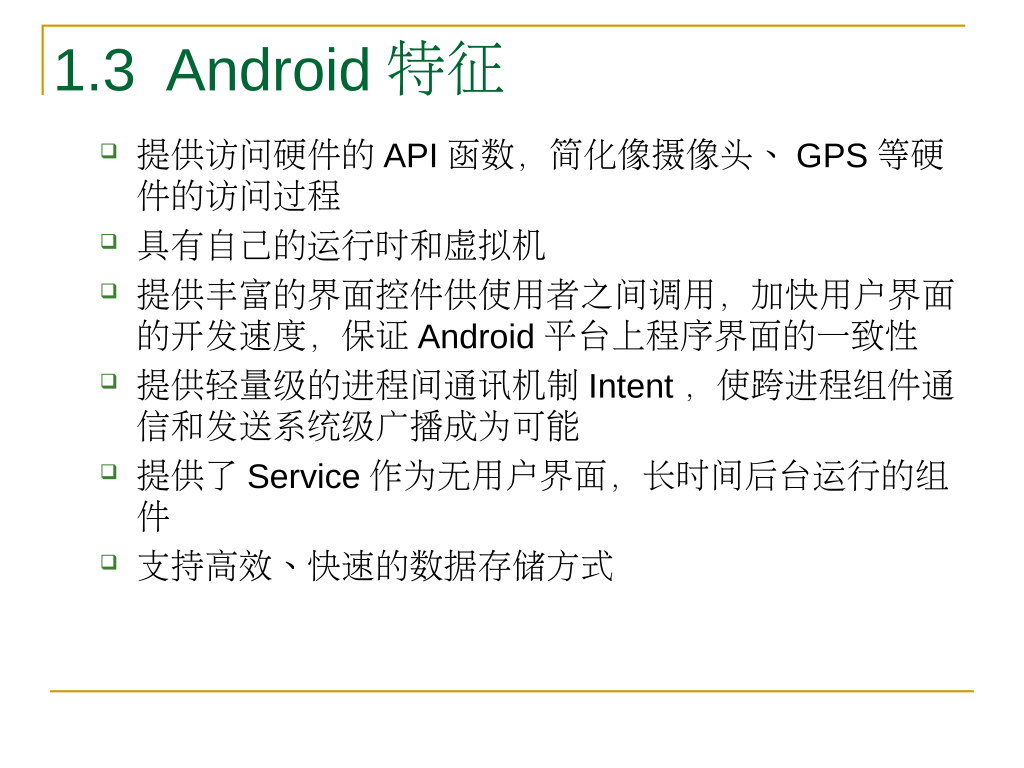 1.3 Android 特征
提供访问硬件的 API 函数，简化像摄像头、 GPS 等硬
件的访问过程
具有自己的运行时和虚拟机
提供丰富的界面控件供使用者之间调用，加快用户界面
的开发速度，保证 Android 平台上程序界面的一致性
提供轻量级的进程间通讯机制 Intent ，使跨进程组件通
信和发送系统级广播成为可能
提供了 Service 作为无用户界面，长时间后台运行的组
件
支持高效、快速的数据存储方式